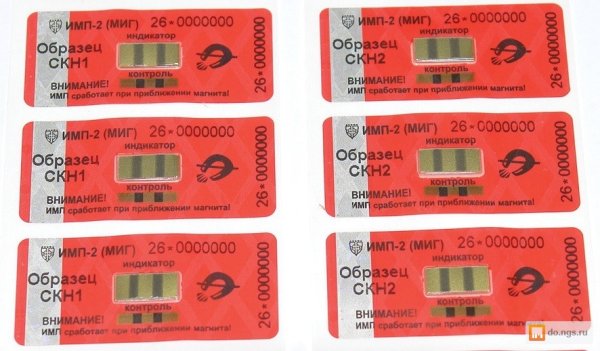 ИМП-2 (МИГ) 26*0000000
индикатор
Образец
СКН1
контроль
ВНИМАНИЕ!
ИМП сработает при приближении магнита!
26*0000000
ИМП-2 (МИГ) 26*0000000
индикатор
Образец
СКН2
контроль
ВНИМАНИЕ!
ИМП сработает при приближении магнита!
26*0000000
ИМП-2 (МИГ) 26*0000000
индикатор
Образец
СКН1
контроль
ВНИМАНИЕ!
ИМП сработает при приближении магнита!
26*0000000
ИМП-2 (МИГ) 26*0000000
индикатор
Образец
СКН2
контроль
ВНИМАНИЕ!
ИМП сработает при приближении магнита!
26*0000000
ИМП-2 (МИГ) 26*0000000
индикатор
Образец
СКН1
контроль
ВНИМАНИЕ!
ИМП сработает при приближении магнита!
26*0000000
ИМП-2 (МИГ) 26*0000000
индикатор
Образец
СКН2
контроль
ВНИМАНИЕ!
ИМП сработает при приближении магнита!
26*0000000
do.ngs.ru